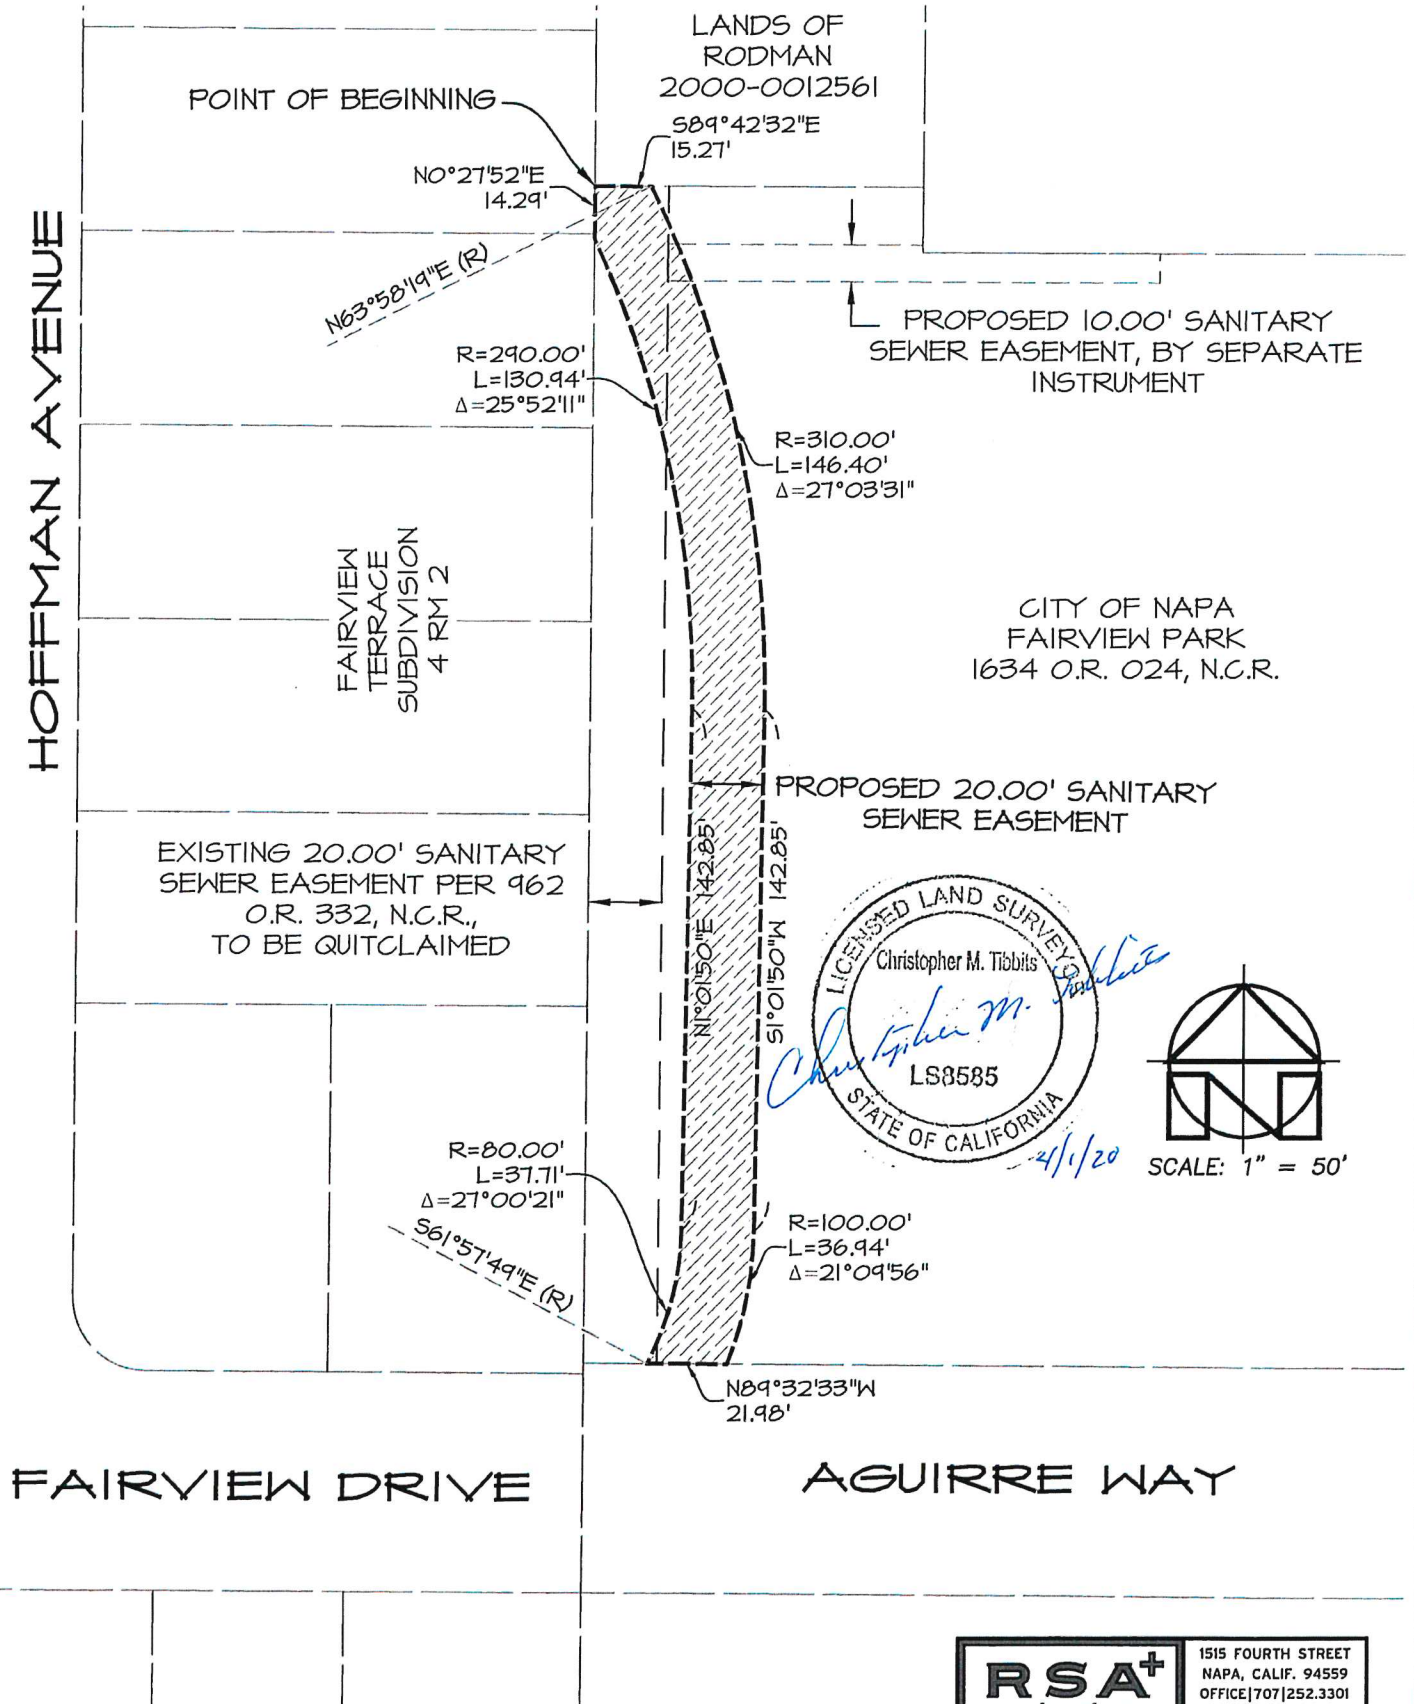 LANDS OF
RODMAN
2000-0012561
POINT OF BEGINNING
S89°42'32"E
15.27'
N0°27'52"E
14.29'
N63°58'19"E (R)
HOFFMAN AVENUE
PROPOSED 10.00' SANITARY
SEWER EASEMENT, BY SEPARATE
INSTRUMENT
R=290.00'
L=130.94'
Δ=25°52'11"
R=310.00'
L=146.40'
Δ=27°03'31"
FAIRVIEW
TERRACE
SUBDIVISION
4 RM 2
CITY OF NAPA
FAIRVIEW PARK
1634 O.R. 024, N.C.R.
PROPOSED 20.00' SANITARY
SEWER EASEMENT
EXISTING 20.00' SANITARY
SEWER EASEMENT PER 962
O.R. 332, N.C.R.,
TO BE QUITCLAIMED
N1°01'50"E 142.85'
S1°01'50"W 142.85'
LICENSED LAND SURVEYOR
Christopher M. Tibbits
Christopher M. Tibbits
LS8585
STATE OF CALIFORNIA
4/1/20
N
SCALE: 1" = 50'
R=80.00'
L=37.71'
Δ=27°00'21"
S61°57'49"E (R)
R=100.00'
L=36.94'
Δ=21°09'56"
N89°32'33"W
21.98'
FAIRVIEW DRIVE
AGUIRRE WAY
RSA+
1515 FOURTH STREET
NAPA, CALIF. 94559
OFFICE|707|252.3301